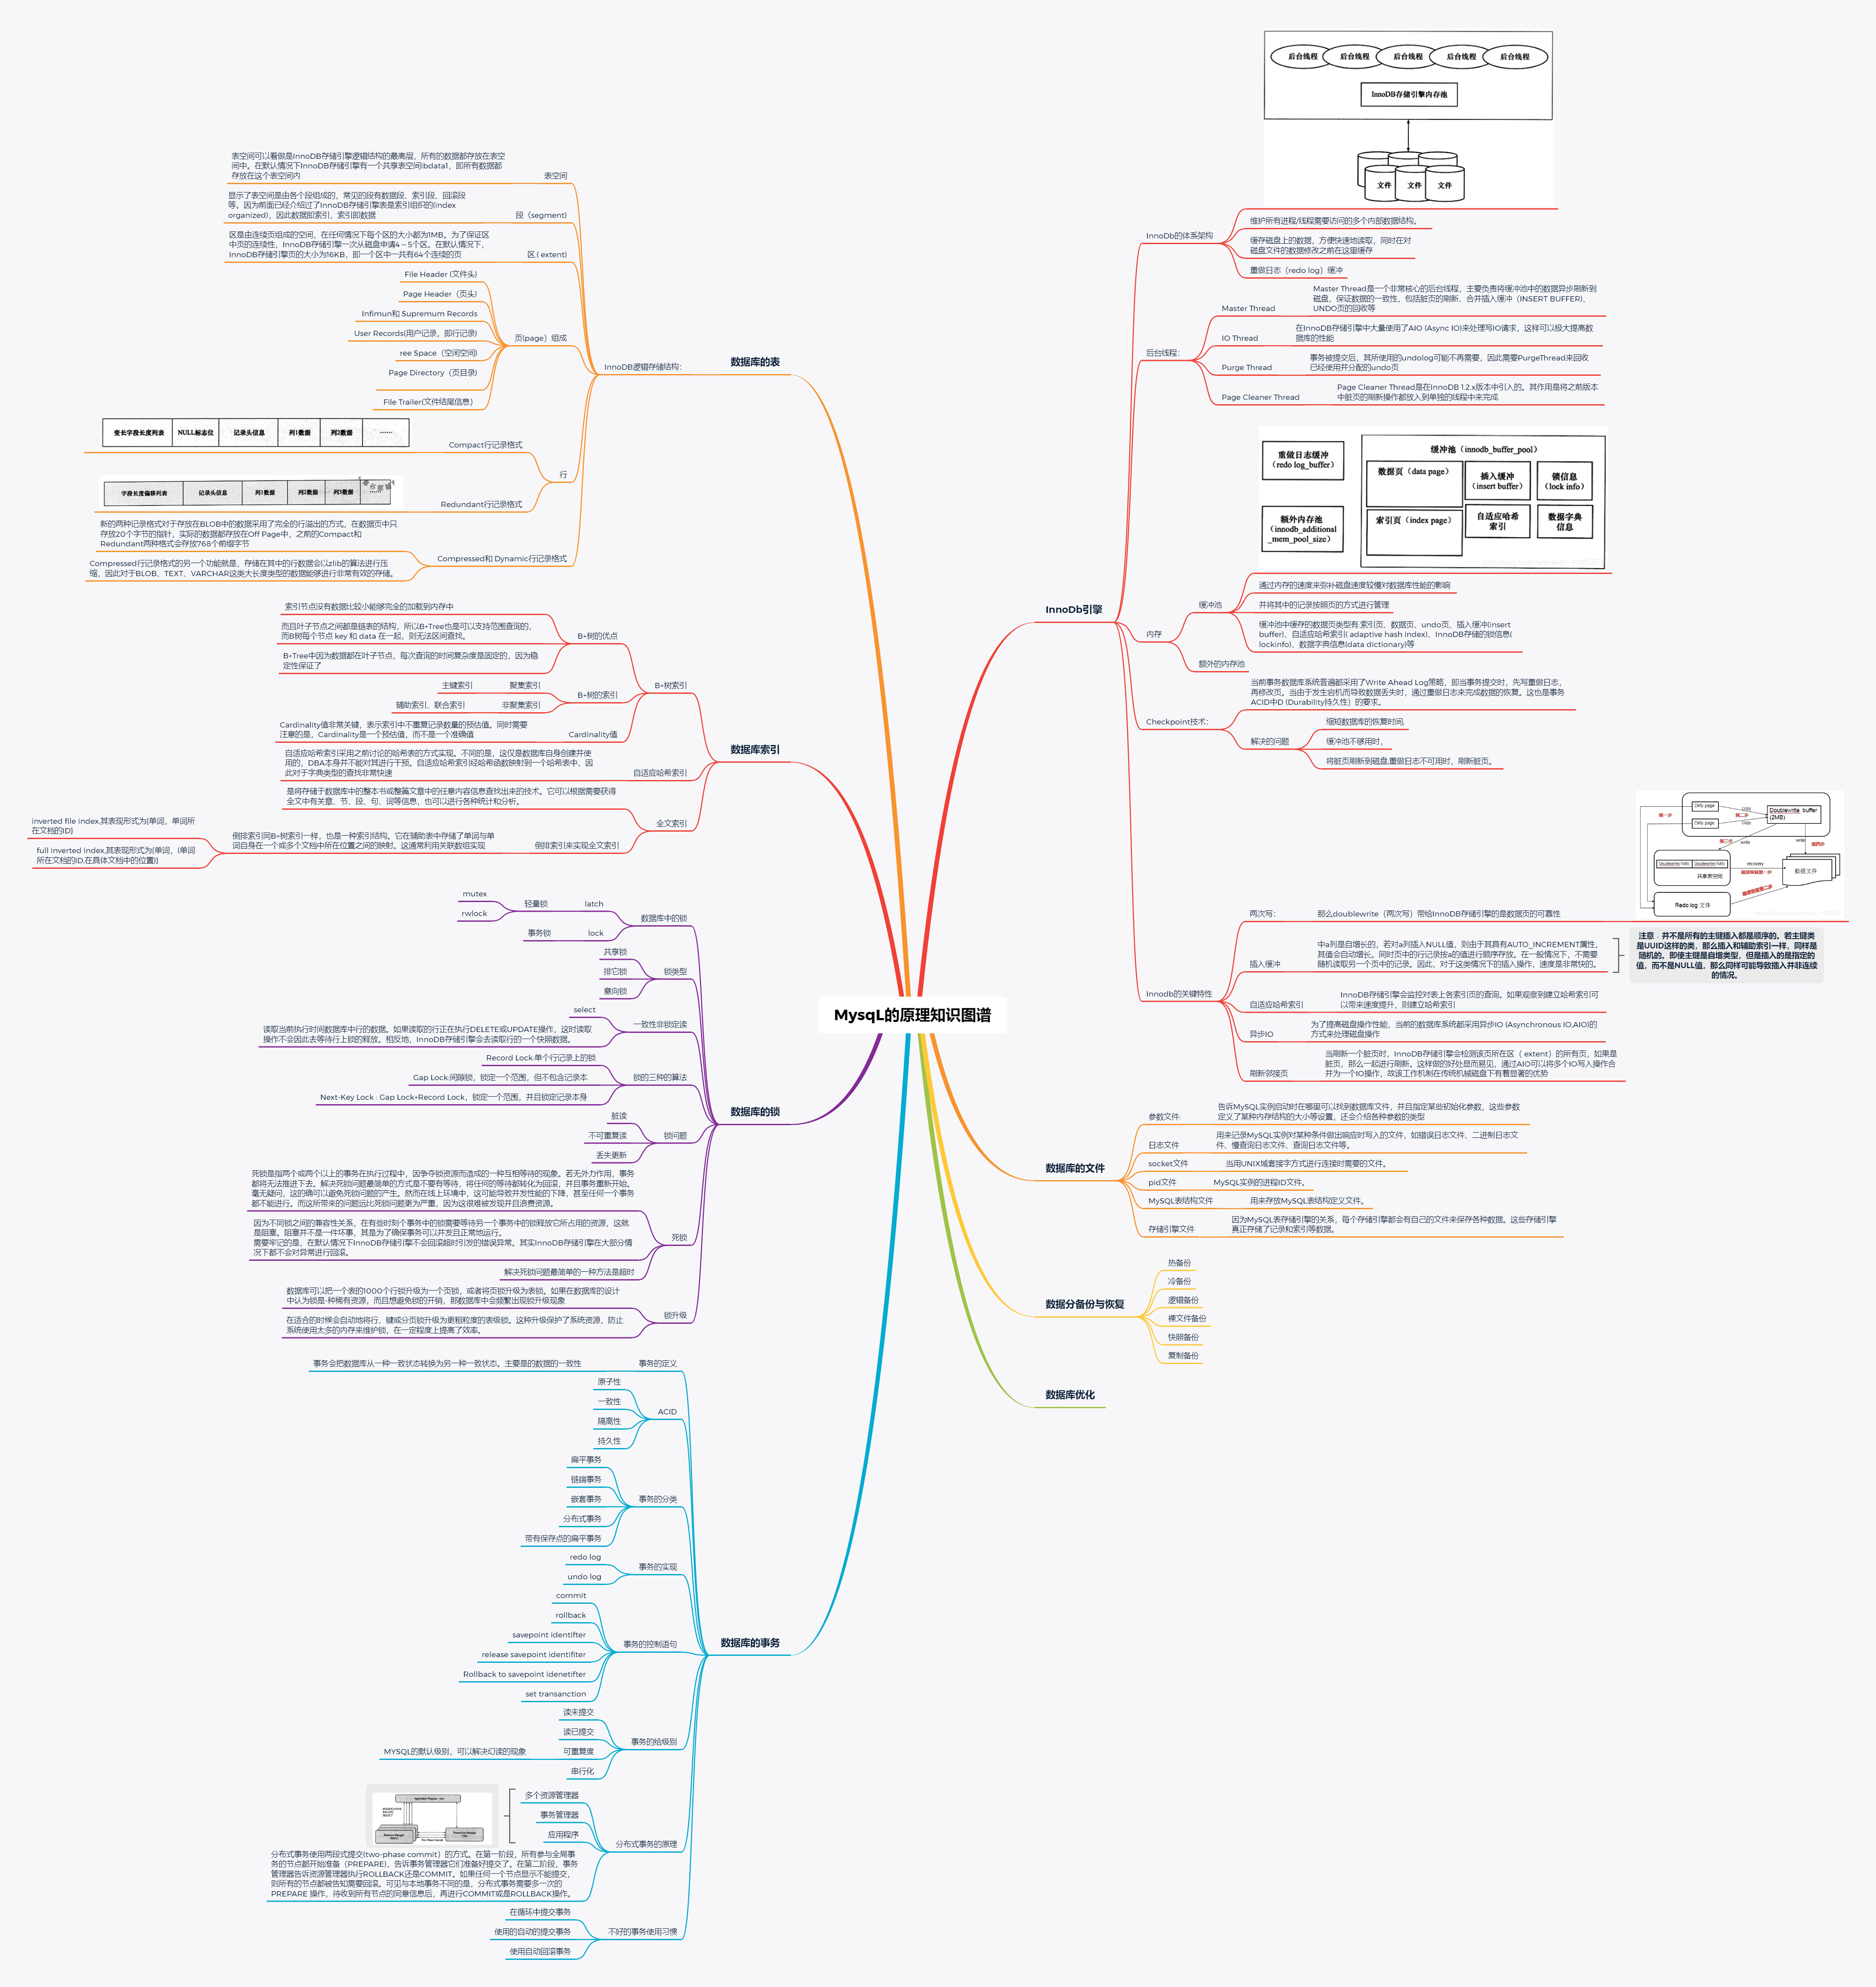 MysqL的原理知识图谱
InnoDb引擎
InnoDb的体系架构
后台线程
后台线程
后台线程
后台线程
后台线程
InnoDB存储引擎内存池
文件
文件
文件
维护所有进程/线程需要访问的多个内部数据结构。
缓存磁盘上的数据，方便快速地读取，同时在对
磁盘文件的数据修改之前在这里缓存
重做日志（redo log）缓冲
后台线程：
Master Thread
Master Thread是一个非常核心的后台线程，主要负责将缓冲池中的数据异步刷新到
磁盘，保证数据的一致性，包括脏页的刷新、合并插入缓冲（INSERT BUFFER)、
UNDO页的回收等
IO Thread
在InnoDB存储引擎中大量使用了AIO (Async IO)来处理写IO请求，这样可以极大提高数
据库的性能
Purge Thread
事务被提交后，其所使用的undolog可能不再需要，因此需要PurgeThread来回收
已经使用并分配的undo页
Page Cleaner Thread
Page Cleaner Thread是在InnoDB 1.2.x版本中引入的。其作用是将之前版本
中脏页的刷新操作都放入到单独的线程中来完成
内存
缓冲池
重做日志缓冲
（redo log_buffer）
额外内存池
（innodb_additional
_mem_pool_size）
缓冲池（innodb_buffer_pool）
数据页（data page）
插入缓冲
（insert buffer）
锁信息
（lock info）
索引页（index page）
自适应哈希
索引
数据字典
信息
通过内存的速度来弥补磁盘速度较慢对数据库性能的影响
并将其中的记录按照页的方式进行管理
缓冲池中缓存的数据页类型有:索引页、数据页、undo页、插入缓冲(insert
buffer)、自适应哈希索引( adaptive hash index)、InnoDB存储的锁信息(
lockinfo)、数据字典信息(data dictionary)等
额外的内存池
Checkpoint技术：
当前事务数据库系统普遍都采用了Write Ahead Log策略，即当事务提交时，先写重做日志，
再修改页。当由于发生宕机而导致数据丢失时，通过重做日志来完成数据的恢复。这也是事务
ACID中D (Durability持久性）的要求。
解决的问题
缩短数据库的恢复时间,
缓冲池不够用时，
将脏页刷新到磁盘,重做日志不可用时，刷新脏页。
Innodb的关键特性
两次写：
那么doublewrite（两次写）带给InnoDB存储引擎的是数据页的可靠性
Dirty page
Dirty page
copy
copy
第一步
第二步
Doublewrite buffer
(2MB)
第三步
write
write
第四步
Doublewrite(1MB)
Doublewrite(1MB)
共享表空间
recovery
数据文件
Redo log 文件
插入缓冲
中a列是自增长的，若对a列插入NULL值，则由于其具有AUTO_INCREMENT属性，
其值会自动增长。同时页中的行记录按a的值进行顺序存放。在一般情况下，不需要
随机读取另一个页中的记录。因此，对于这类情况下的插入操作，速度是非常快的。
注意﹒并不是所有的主键插入都是顺序的。若主键类
是UUID这样的类，那么插入和辅助索引一样，同样是
随机的。即使主键是自增类型，但是插入的是指定的
值，而不是NULL值，那么同样可能导致插入并非连续
的情况。
自适应哈希索引
InnoDB存储引擎会监控对表上各索引页的查询。如果观察到建立哈希索引可
以带来速度提升，则建立哈希索引
异步IO
为了提高磁盘操作性能，当前的数据库系统都采用异步IO (Asynchronous IO,AIO)的
方式来处理磁盘操作
刷新邻接页
当刷新一个脏页时，InnoDB存储引擎会检测该页所在区（ extent）的所有页，如果是
脏页，那么一起进行刷新。这样做的好处显而易见，通过AIO可以将多个IO写入操作合
并为一个IO操作，故该工作机制在传统机械磁盘下有着显著的优势
数据库的文件
参数文件.
告诉MySQL实例启动时在哪里可以找到数据库文件，并且指定某些初始化参数，这些参数
定义了某种内存结构的大小等设置，还会介绍各种参数的类型
日志文件
用来记录MySQL实例对某种条件做出响应时写入的文件，如错误日志文件、二进制日志文
件、慢查询日志文件、查询日志文件等。
socket文件
当用UNIX域套接字方式进行连接时需要的文件。
pid文件
MySQL实例的进程ID文件。
MySQL表结构文件
用来存放MySQL表结构定义文件。
存储引擎文件
因为MySQL表存储引擎的关系，每个存储引擎都会有自己的文件来保存各种数据。这些存储引擎
真正存储了记录和索引等数据。
数据分备份与恢复
热备份
冷备份
逻辑备份
裸文件备份
快照备份
复制备份
数据库优化
数据库的表
InnoDB逻辑存储结构：
表空间
表空间可以看做是InnoDB存储引擎逻辑结构的最高层，所有的数据都存放在表空
间中。在默认情况下InnoDB存储引擎有一个共享表空间ibdata1，即所有数据都
存放在这个表空间内
段（segment)
显示了表空间是由各个段组成的，常见的段有数据段、索引段、回滚段
等。因为前面已经介绍过了InnoDB存储引擎表是索引组织的(index
organized)，因此数据即索引，索引即数据
区 ( extent)
区是由连续页组成的空间，在任何情况下每个区的大小都为1MB。为了保证区
中页的连续性，InnoDB存储引擎一次从磁盘申请4～5个区。在默认情况下，
InnoDB存储引擎页的大小为16KB，即一个区中一共有64个连续的页
页(page）组成
File Header (文件头)
Page Header（页头)
Infimun和 Supremum Records
User Records(用户记录，即行记录)
ree Space（空闲空间)
Page Directory（页目录)
File Trailer(文件结尾信息）
行
Compact行记录格式
变长字段长度列表
NULL标志位
记录头信息
列1数据
列2数据
……
Redundant行记录格式
字段长度偏移列表
记录头信息
列1数据
列2数据
列3数据
……
Compressed和 Dynamic行记录格式
新的两种记录格式对于存放在BLOB中的数据采用了完全的行溢出的方式，在数据页中只
存放20个字节的指针，实际的数据都存放在Off Page中，之前的Compact和
Redundant两种格式会存放768个前缀字节
Compressed行记录格式的另一个功能就是，存储在其中的行数据会以zlib的算法进行压
缩，因此对于BLOB、TEXT、VARCHAR这类大长度类型的数据能够进行非常有效的存储。
数据库索引
B+树索引
B+树的优点
索引节点没有数据比较小能够完全的加载到内存中
而且叶子节点之间都是链表的结构，所以B+Tree也是可以支持范围查询的，
而B树每个节点 key 和 data 在一起，则无法区间查找。
B+Tree中因为数据都在叶子节点，每次查询的时间复杂度是固定的，因为稳
定性保证了
B+树的索引
聚集索引
主键索引
非聚集索引
辅助索引、联合索引
Cardinality值
Cardinality值非常关键，表示索引中不重复记录数量的预估值。同时需要
注意的是，Cardinality是一个预估值，而不是一个准确值
自适应哈希索引
自适应哈希索引采用之前讨论的哈希表的方式实现。不同的是，这仅是数据库自身创建并使
用的，DBA本身并不能对其进行干预。自适应哈希索引经哈希函数映射到一个哈希表中，因
此对于字典类型的查找非常快速
全文索引
是将存储于数据库中的整本书或整篇文章中的任意内容信息查找出来的技术。它可以根据需要获得
全文中有关章、节、段、句、词等信息，也可以进行各种统计和分析。
倒排索引来实现全文索引
倒排索引同B+树索引一样，也是一种索引结构。它在辅助表中存储了单词与单
词自身在一个或多个文档中所在位置之间的映射。这通常利用关联数组实现
inverted file index,其表现形式为{单词，单词所
在文档的ID}
full inverted index,其表现形式为{单词，(单词
所在文档的ID,在具体文档中的位置)}
数据库的锁
数据库中的锁
latch
轻量锁
mutex
rwlock
lock
事务锁
锁类型
共享锁
排它锁
意向锁
一致性非锁定读
select
读取当前执行时间数据库中行的数据。如果读取的行正在执行DELETE或UPDATE操作，这时读取
操作不会因此去等待行上锁的释放。相反地，InnoDB存储引擎会去读取行的一个快照数据。
锁的三种的算法
Record Lock:单个行记录上的锁
Gap Lock:间隙锁，锁定一个范围，但不包含记录本
Next-Key Lock : Gap Lock+Record Lock，锁定一个范围，并且锁定记录本身
锁问题
脏读
不可重复读
丢失更新
死锁
死锁是指两个或两个以上的事务在执行过程中，因争夺锁资源而造成的一种互相等待的现象。若无外力作用，事务
都将无法推进下去。解决死锁问题最简单的方式是不要有等待，将任何的等待都转化为回滚，并且事务重新开始。
毫无疑问，这的确可以避免死锁问题的产生。然而在线上环境中，这可能导致并发性能的下降，甚至任何一个事务
都不能进行。而这所带来的问题远比死锁问题更为严重，因为这很难被发现并且浪费资源。
因为不同锁之间的兼容性关系，在有些时刻个事务中的锁需要等待另一个事务中的锁释放它所占用的资源，这就
是阻塞。阻塞并不是一件坏事，其是为了确保事务可以并发且正常地运行。
需要牢记的是，在默认情况下InnoDB存储引擎不会回滚超时引发的错误异常。其实InnoDB存储引擎在大部分情
况下都不会对异常进行回滚。
解决死锁问题最简单的一种方法是超时
锁升级
数据库可以把一个表的1000个行锁升级为一个页锁，或者将页锁升级为表锁。如果在数据库的设计
中认为锁是-种稀有资源，而且想避免锁的开销，那数据库中会频繁出现锁升级现象
在适合的时候会自动地将行、键或分页锁升级为更粗粒度的表级锁。这种升级保护了系统资源，防止
系统使用太多的内存来维护锁，在一定程度上提高了效率。
数据库的事务
事务的定义
事务会把数据库从一种一致状态转换为另一种一致状态。主要是的数据的一致性
ACID
原子性
一致性
隔离性
持久性
事务的分类
扁平事务
链端事务
嵌套事务
分布式事务
带有保存点的扁平事务
事务的实现
redo log
undo log
事务的控制语句
commit
rollback
savepoint identifter
release savepoint identifiter
Rollback to savepoint idenetifter
set transanction
事务的给级别
读未提交
读已提交
可重复度
MYSQL的默认级别，可以解决幻读的现象
串行化
分布式事务的原理
多个资源管理器
事务管理器
应用程序
分布式事务使用两段式提交(two-phase commit）的方式。在第一阶段，所有参与全局事
务的节点都开始准备（PREPARE)，告诉事务管理器它们准备好提交了。在第二阶段，事务
管理器告诉资源管理器执行ROLLBACK还是COMMIT。如果任何一个节点显示不能提交，
则所有的节点都被告知需要回滚。可见与本地事务不同的是，分布式事务需要多一次的
PREPARE 操作，待收到所有节点的同意信息后，再进行COMMIT或是ROLLBACK操作。
不好的事务使用习惯
在循环中提交事务
使用的自动的提交事务
使用自动回滚事务